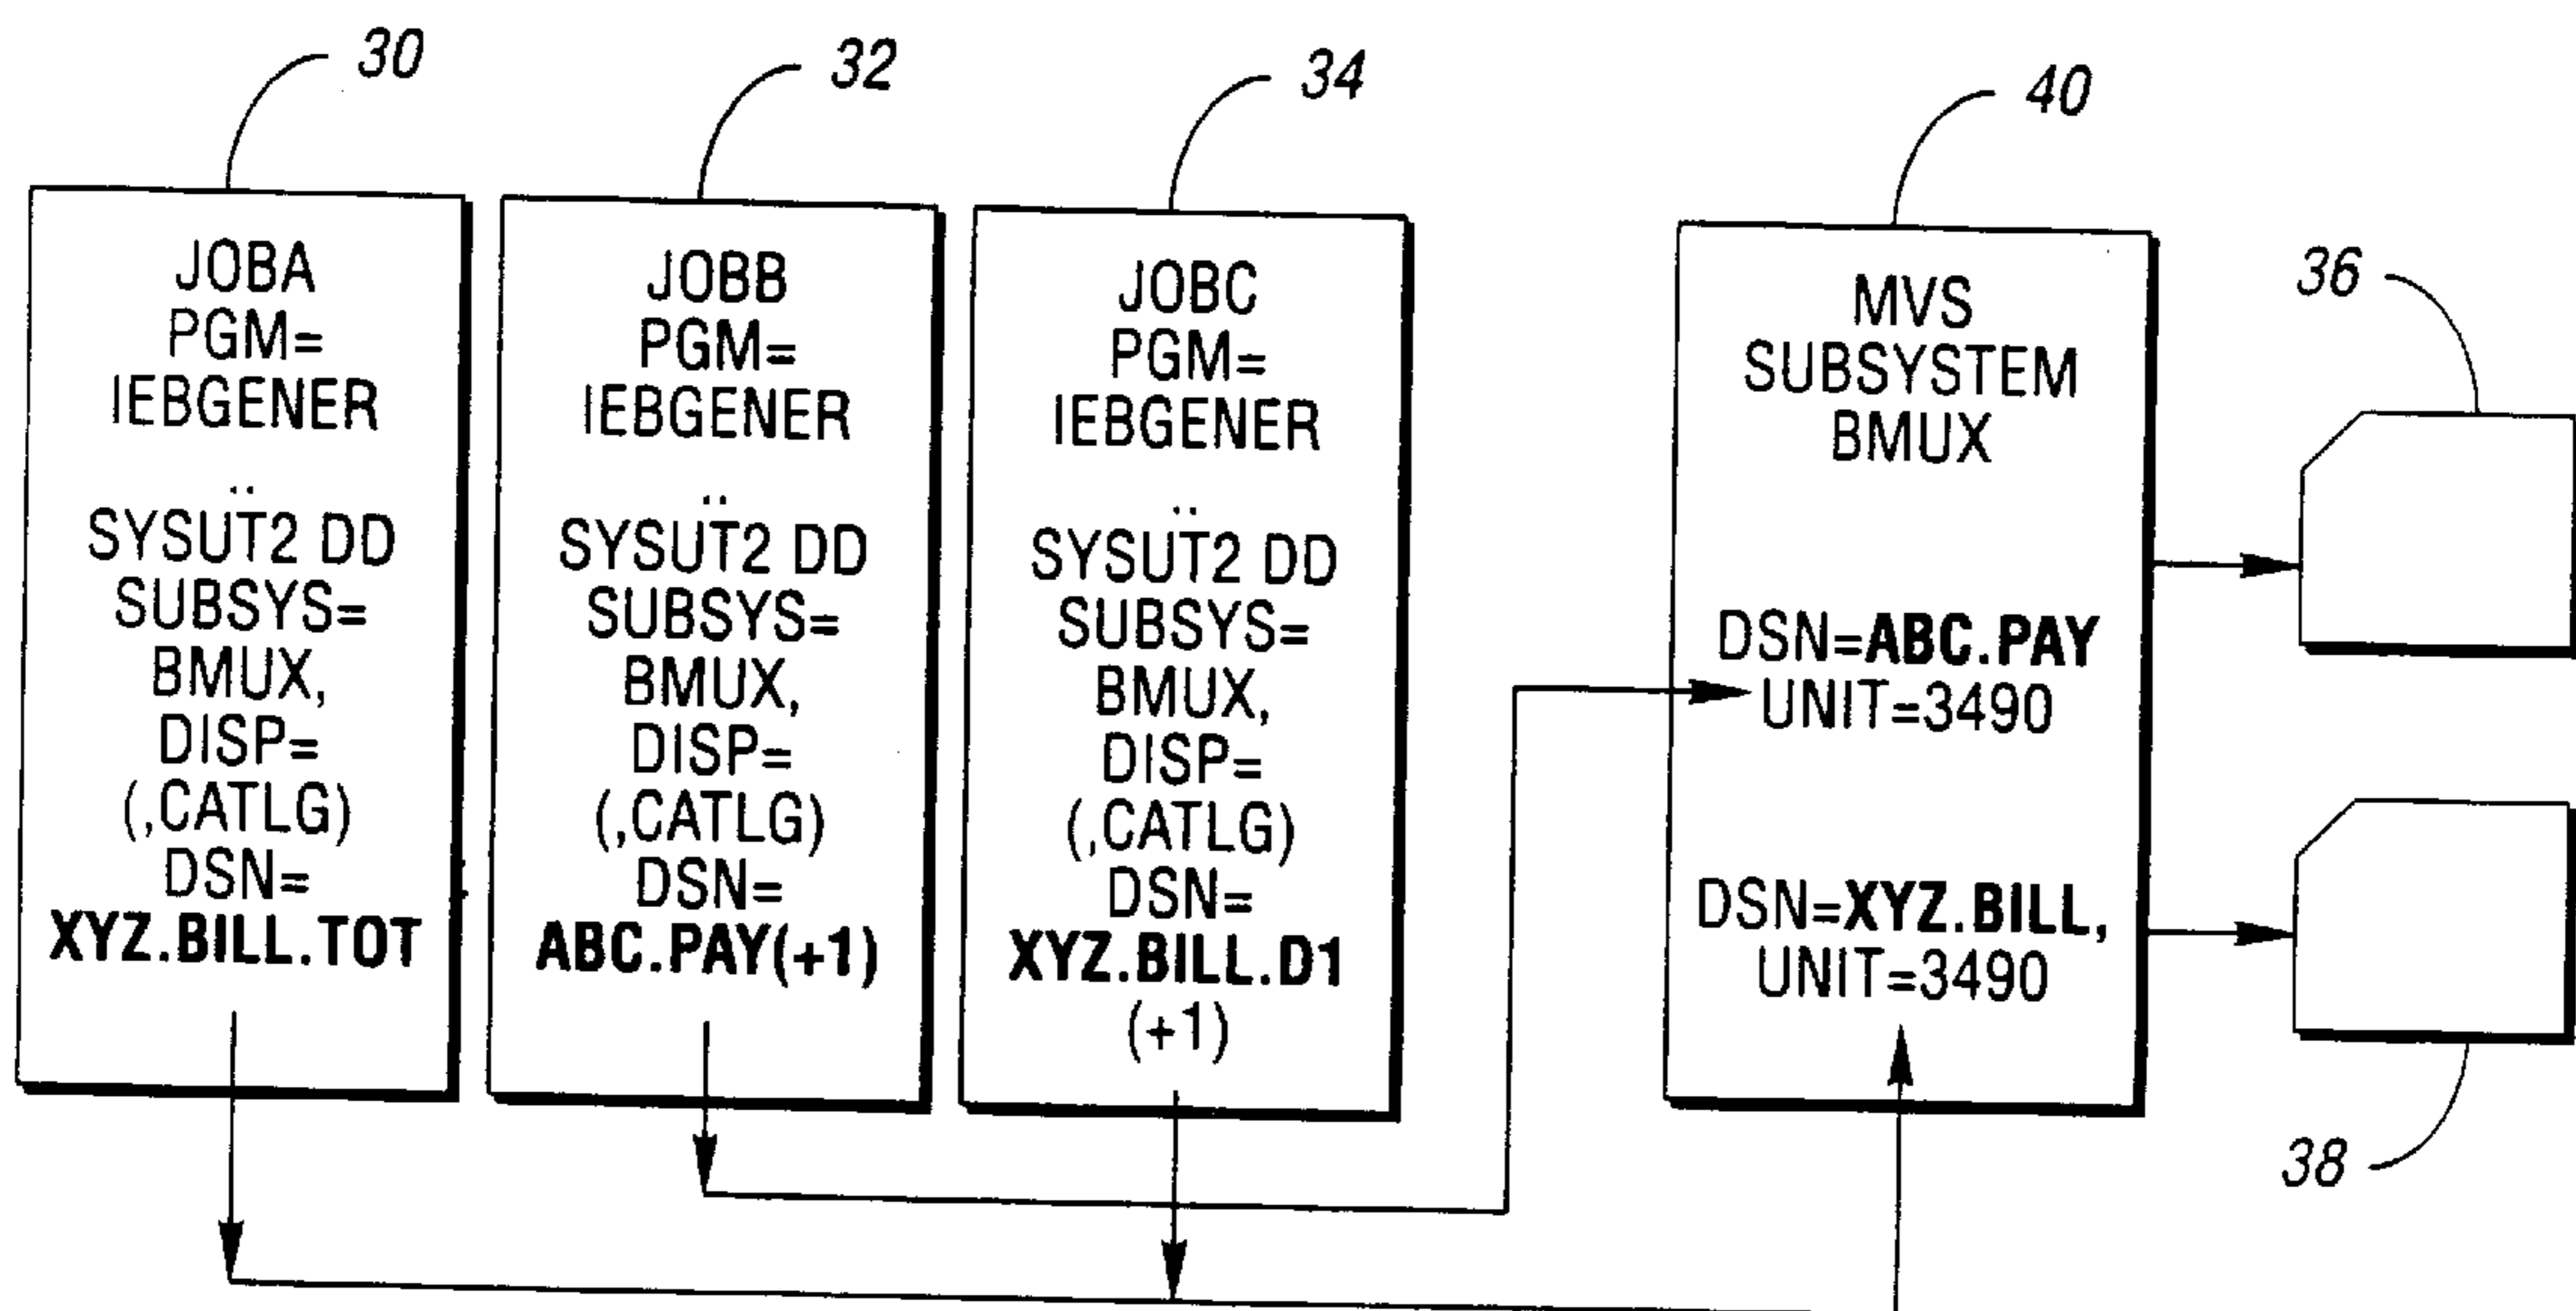 30
32
34
40
36
38
JOBA
PGM=
IEBGENER
..
SYSUT2 DD
SUBSYS=
BMUX,
DISP=
(,CATLG)
DSN=
XYZ.BILL.TOT
JOBB
PGM=
IEBGENER
..
SYSUT2 DD
SUBSYS=
BMUX,
DISP=
(,CATLG)
DSN=
ABC.PAY(+1)
JOBC
PGM=
IEBGENER
..
SYSUT2 DD
SUBSYS=
BMUX,
DISP=
(,CATLG)
DSN=
XYZ.BILL.D1
(+1)
MVS
SUBSYSTEM
BMUX
DSN=ABC.PAY
UNIT=3490
DSN=XYZ.BILL,
UNIT=3490